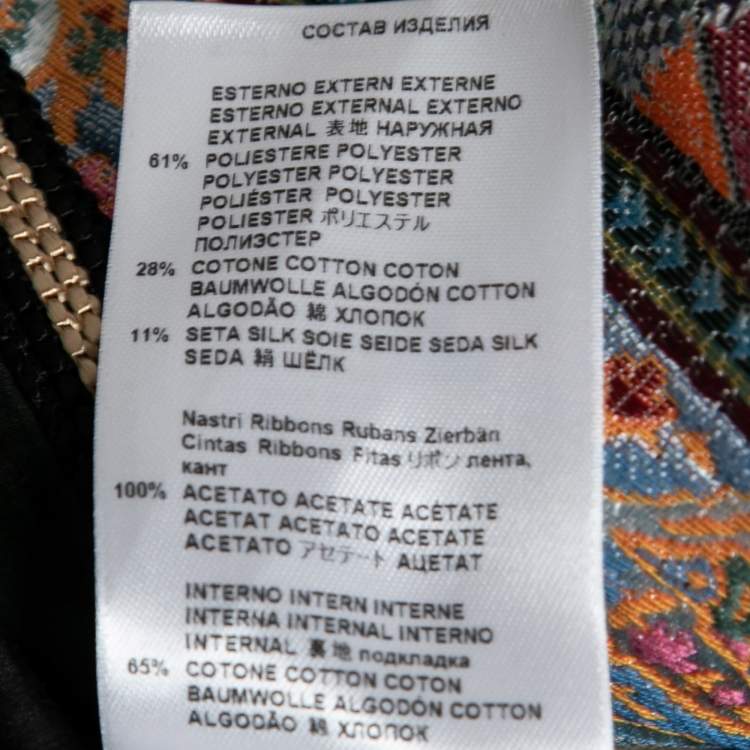 СОСТАВ ИЗДЕЛИЯ
ESTERNO EXTERN EXTERNE
ESTERNO EXTERNAL EXTERNO
EXTERNAL 表地 НАРУЖНАЯ
61% POLIESTERE POLYESTER
POLYESTER POLYESTER
POLIÉSTER POLYESTER
POLIESTER ポリエステル
ПОЛИЭСТЕР
28% COTONE COTTON COTON
BAUMWOLLE ALGODÓN COTTON
ALGODÃO 綿 ХЛОПОК
11% SETA SILK SOIE SEIDE SEDA SILK
SEDA 絹 ШЁЛК
Nastri Ribbons Rubans Zierbän
Cintas Ribbons Fitas リボン лента,
кант
100% ACETATO ACETATE ACÉTATE
ACETAT ACETATO ACETATE
ACETATO アセテート АЦЕТАТ
INTERNO INTERN INTERNE
INTERNA INTERNAL INTERNO
INTERNAL 裏地 подкладка
65% COTONE COTTON COTON
BAUMWOLLE ALGODÓN COTTON
ALGODÃO 綿 ХЛОПОК